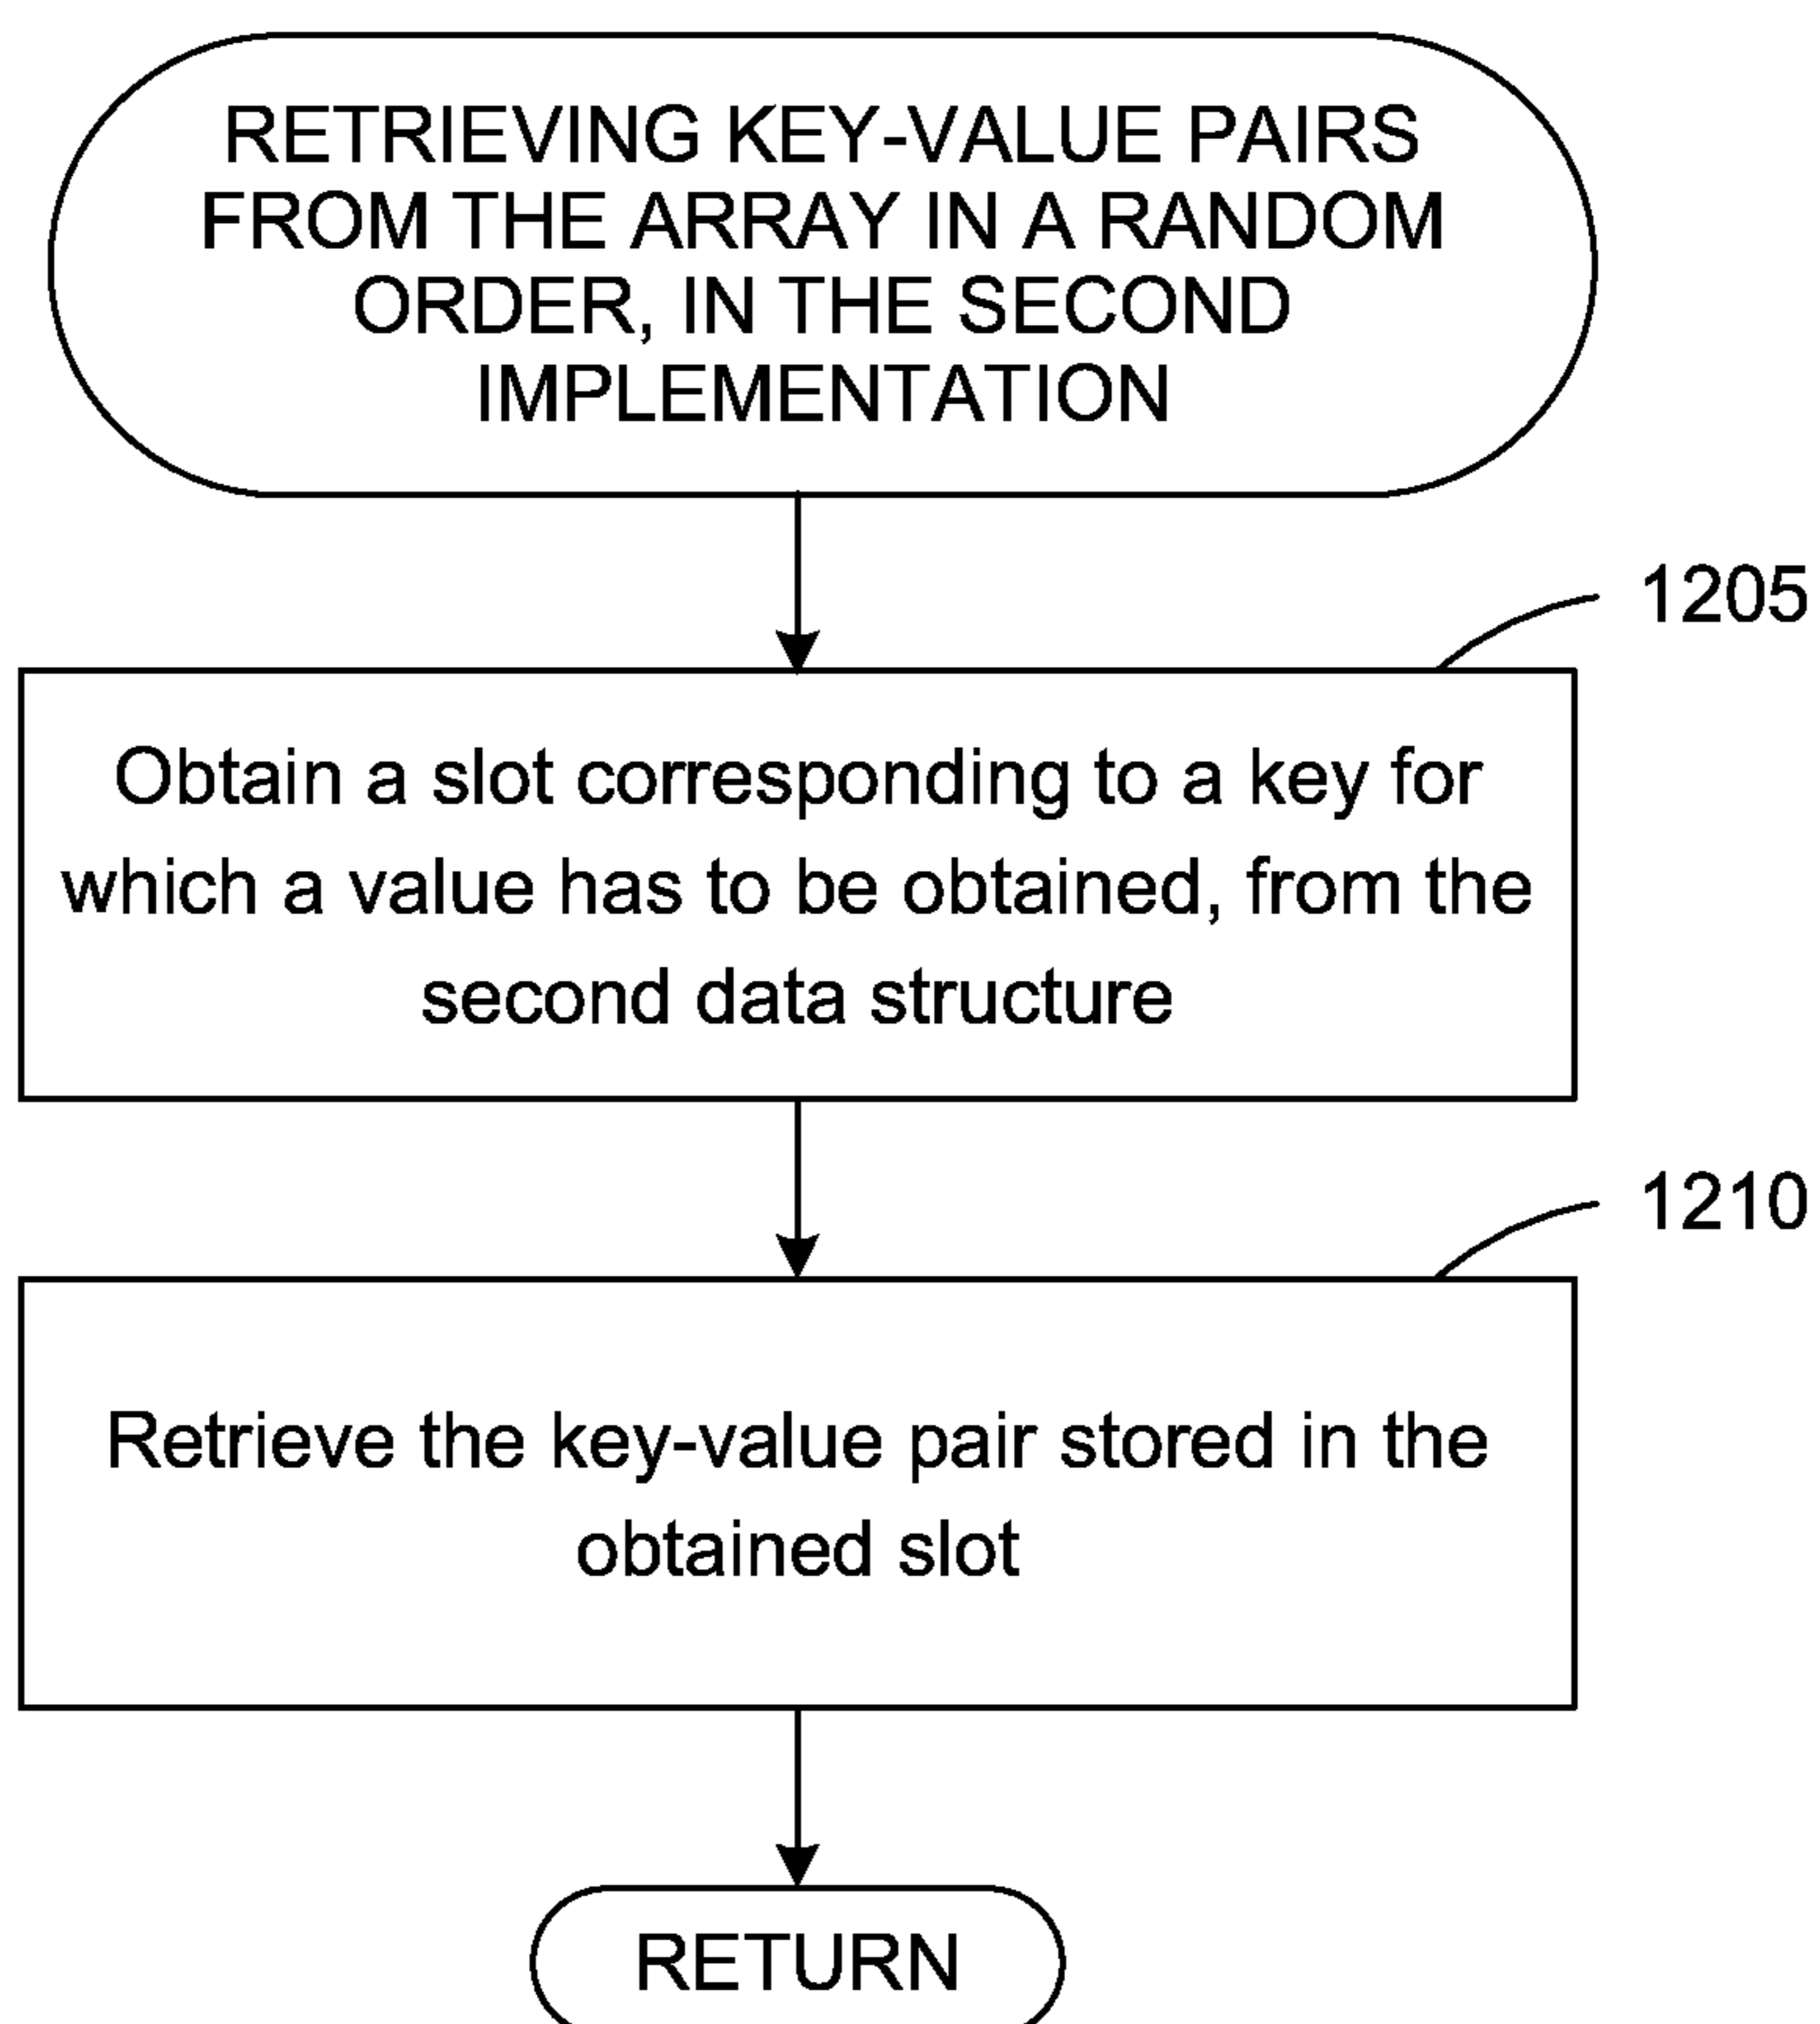 RETRIEVING KEY-VALUE PAIRS
FROM THE ARRAY IN A RANDOM
ORDER, IN THE SECOND
IMPLEMENTATION
1205
Obtain a slot corresponding to a key for
which a value has to be obtained, from the
second data structure
1210
Retrieve the key-value pair stored in the
obtained slot
RETURN